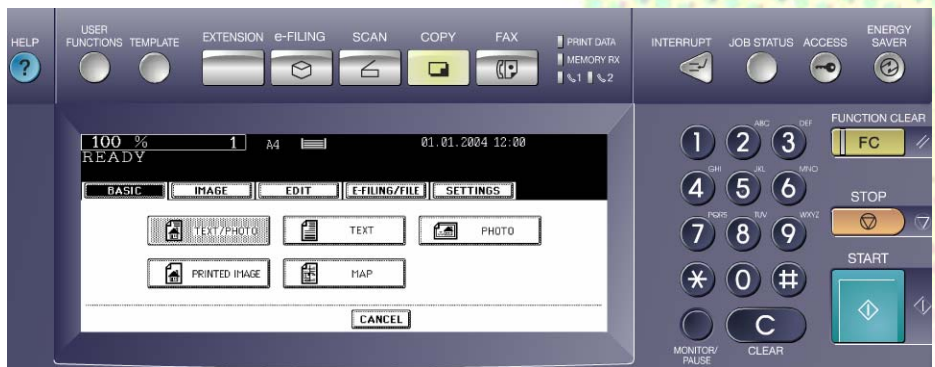 HELP
USER
FUNCTIONS TEMPLATE EXTENSION e-FILING SCAN COPY FAX
PRINT DATA
MEMORY RX
1 2
INTERRUPT JOB STATUS ACCESS ENERGY
SAVER
?
100 % 1 A4 01.01.2004 12:00
READY
BASIC IMAGE EDIT E-FILING/FILE SETTINGS
TEXT/PHOTO TEXT PHOTO
PRINTED IMAGE MAP
CANCEL
ABC DEF
1 2 3
GHI JKL MNO
4 5 6
PQRS TUV WXYZ
7 8 9
* 0 #
C
MONITOR/
PAUSE
CLEAR
FUNCTION CLEAR
FC
STOP
START